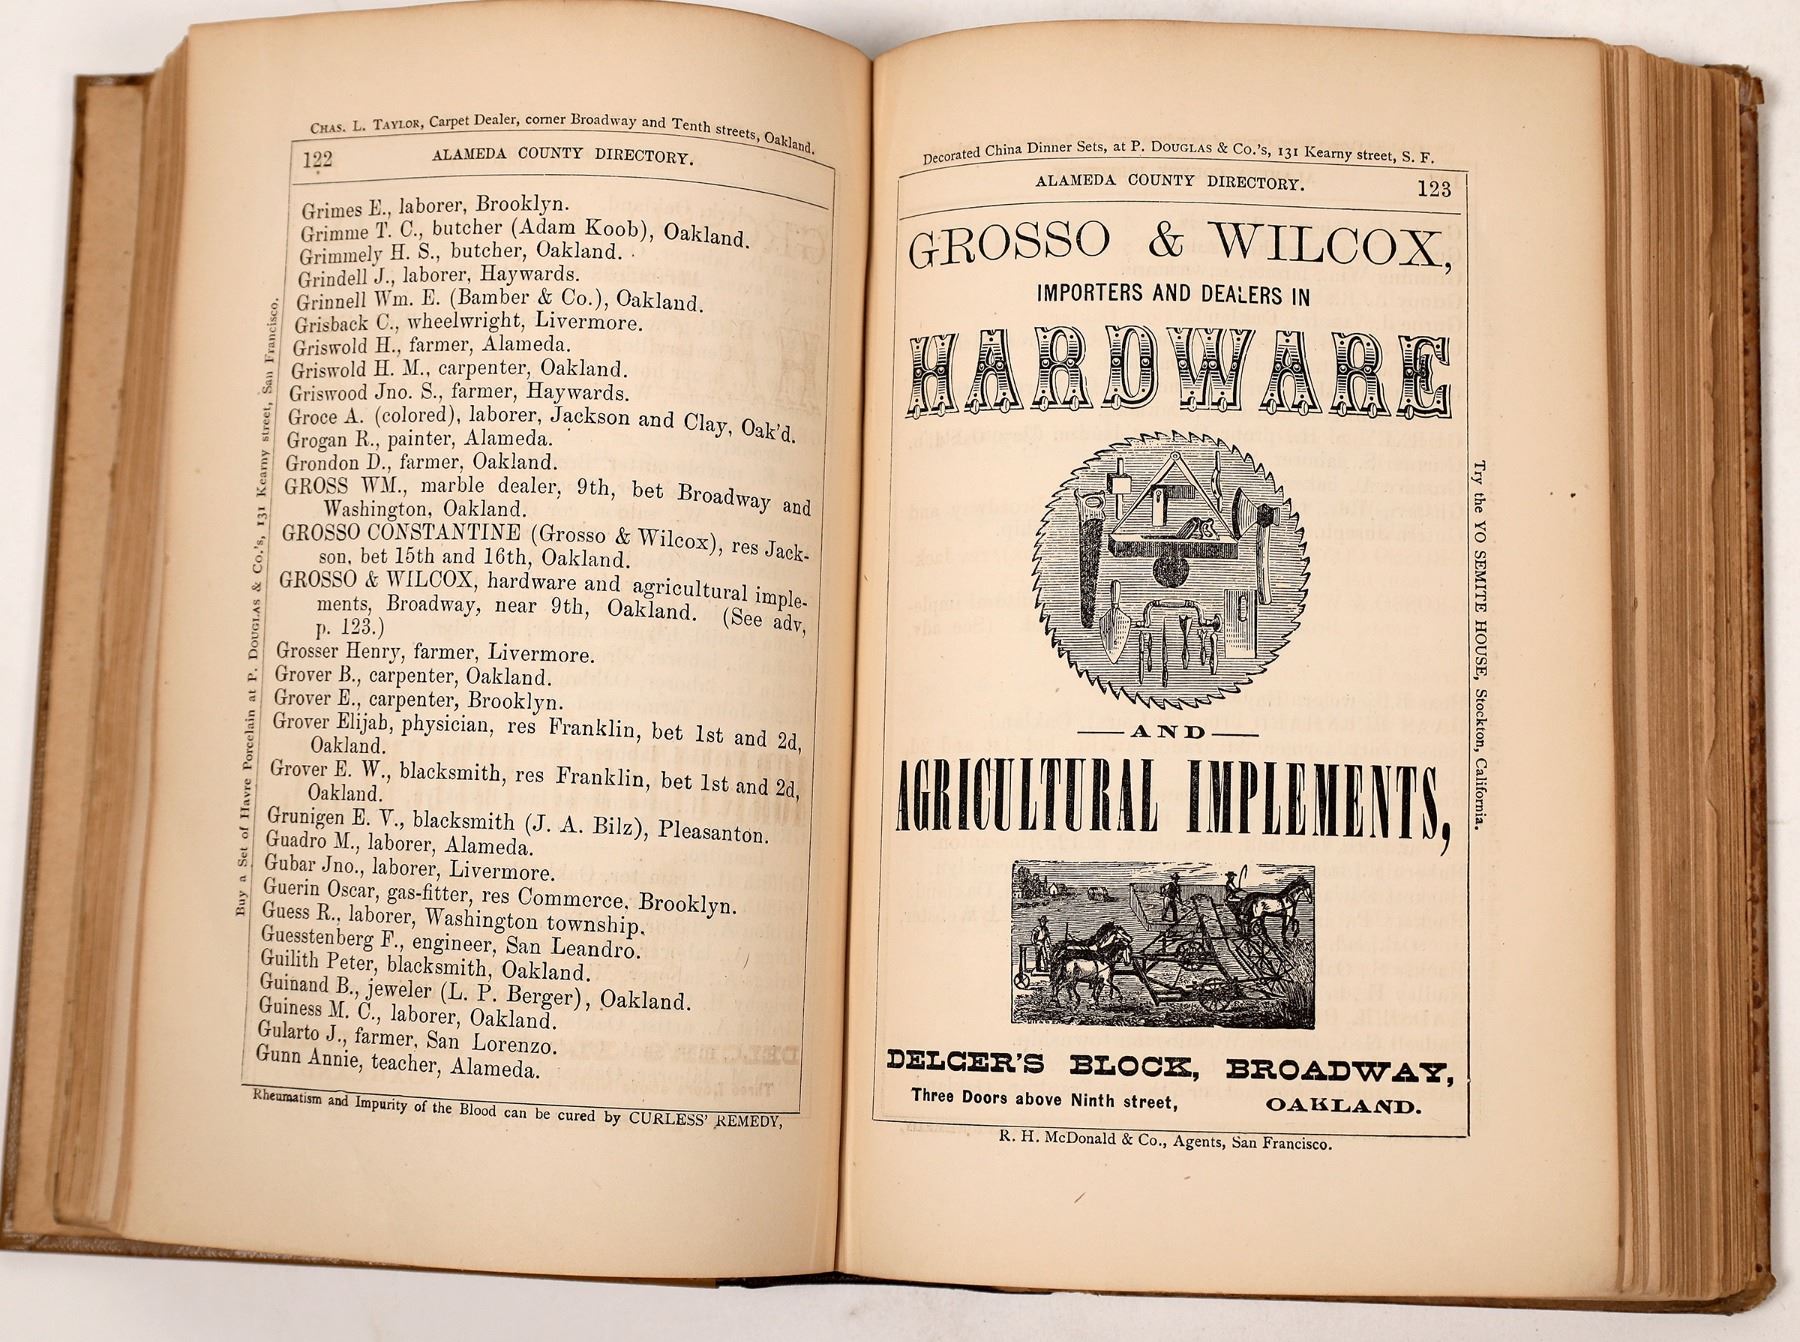 CHAS. L. TAYLOR, Carpet Dealer, corner Broadway and Tenth streets, Oakland.
122
ALAMEDA COUNTY DIRECTORY.
Grimes E., laborer, Brooklyn.
Grimme T. C., butcher (Adam Koob), Oakland.
Grimmely H. S., butcher, Oakland.
Grindell J., laborer, Haywards.
Grinnell Wm. E. (Bamber & Co.), Oakland.
Grisback C., wheelwright, Livermore.
Griswold H., farmer, Alameda.
Griswold H. M., carpenter, Oakland.
Griswood Jno. S., farmer, Haywards.
Groce A. (colored), laborer, Jackson and Clay, Oak'd.
Grogan R., painter, Alameda.
Grondon D., farmer, Oakland.
GROSS WM., marble dealer, 9th, bet Broadway and
Washington, Oakland.
GROSSO CONSTANTINE (Grosso & Wilcox), res Jack-
son, bet 15th and 16th, Oakland.
GROSSO & WILCOX, hardware and agricultural imple-
ments, Broadway, near 9th, Oakland. (See adv,
p. 123.)
Grosser Henry, farmer, Livermore.
Grover B., carpenter, Oakland.
Grover E., carpenter, Brooklyn.
Grover Elijah, physician, res Franklin, bet 1st and 2d,
Oakland.
Grover E. W., blacksmith, res Franklin, bet 1st and 2d,
Oakland.
Grunigen E. V., blacksmith (J. A. Bilz), Pleasanton.
Guadro M., laborer, Alameda.
Gubar Jno., laborer, Livermore.
Guerin Oscar, gas-fitter, res Commerce, Brooklyn.
Guess R., laborer, Washington township.
Guesstenberg F., engineer, San Leandro.
Guilith Peter, blacksmith, Oakland.
Guinand B., jeweler (L. P. Berger), Oakland.
Guiness M. C., laborer, Oakland.
Gularto J., farmer, San Lorenzo.
Gunn Annie, teacher, Alameda.
Rheumatism and Impurity of the Blood can be cured by CURLESS' REMEDY,
Buy a Set of Havre Porcelain at P. DOUGLAS & Co.'s, 131 Kearny street, San Francisco.
Decorated China Dinner Sets, at P. DOUGLAS & Co.'s, 131 Kearny street, S. F.
ALAMEDA COUNTY DIRECTORY.
123
GROSSO & WILCOX,
IMPORTERS AND DEALERS IN
HARDWARE
AND
AGRICULTURAL IMPLEMENTS,
DELGER'S BLOCK, BROADWAY,
Three Doors above Ninth street,
OAKLAND.
R. H. McDonald & Co., Agents, San Francisco.
Try the YO SEMITE HOUSE, Stockton, California.